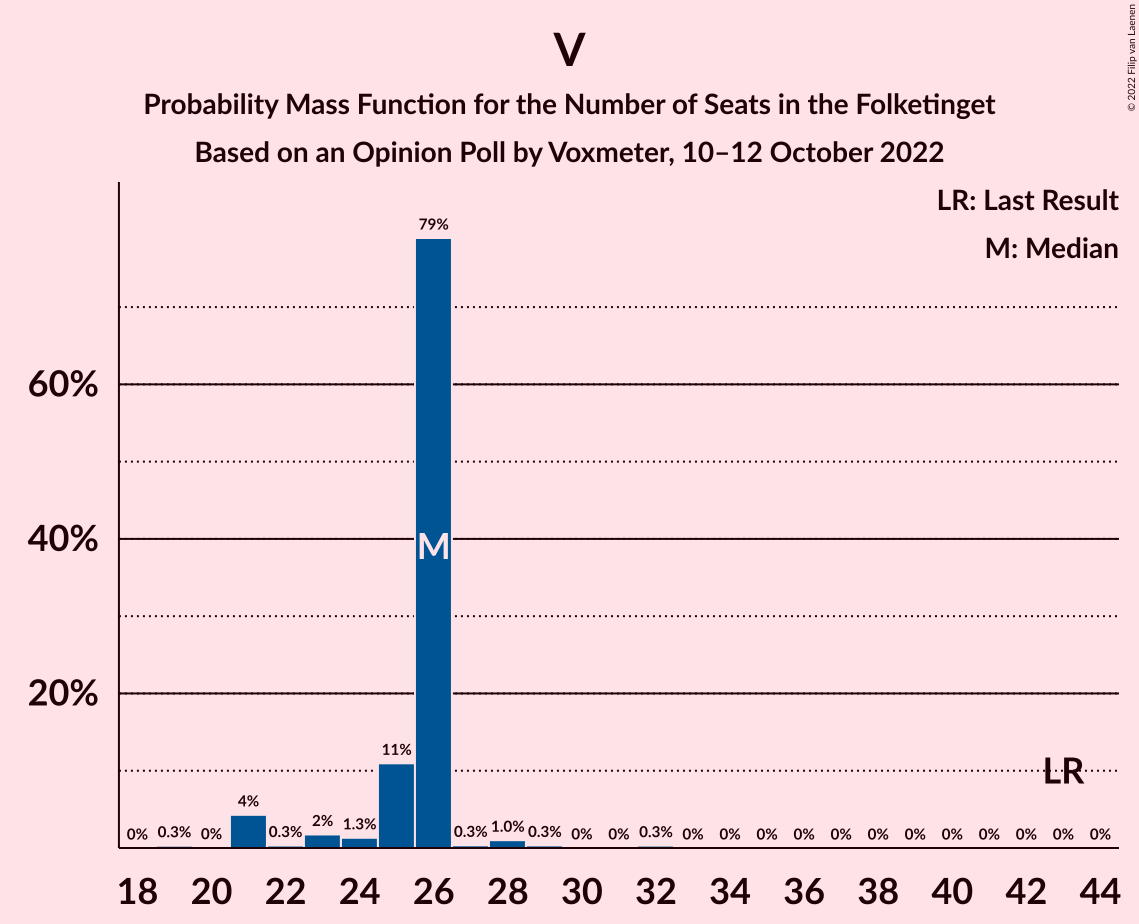 V
Probability Mass Function for the Number of Seats in the Folketinget
Based on an Opinion Poll by Voxmeter, 10–12 October 2022
© 2022 Filip van Laenen
LR: Last Result
M: Median
60%
40%
20%
0% 0.3% 0% 4% 0.3% 2% 1.3% 11% 79% 0.3% 1.0% 0.3% 0% 0% 0.3% 0% 0% 0% 0% 0% 0% 0% 0% 0% 0% 0% 0%
M
LR
18 20 22 24 26 28 30 32 34 36 38 40 42 44